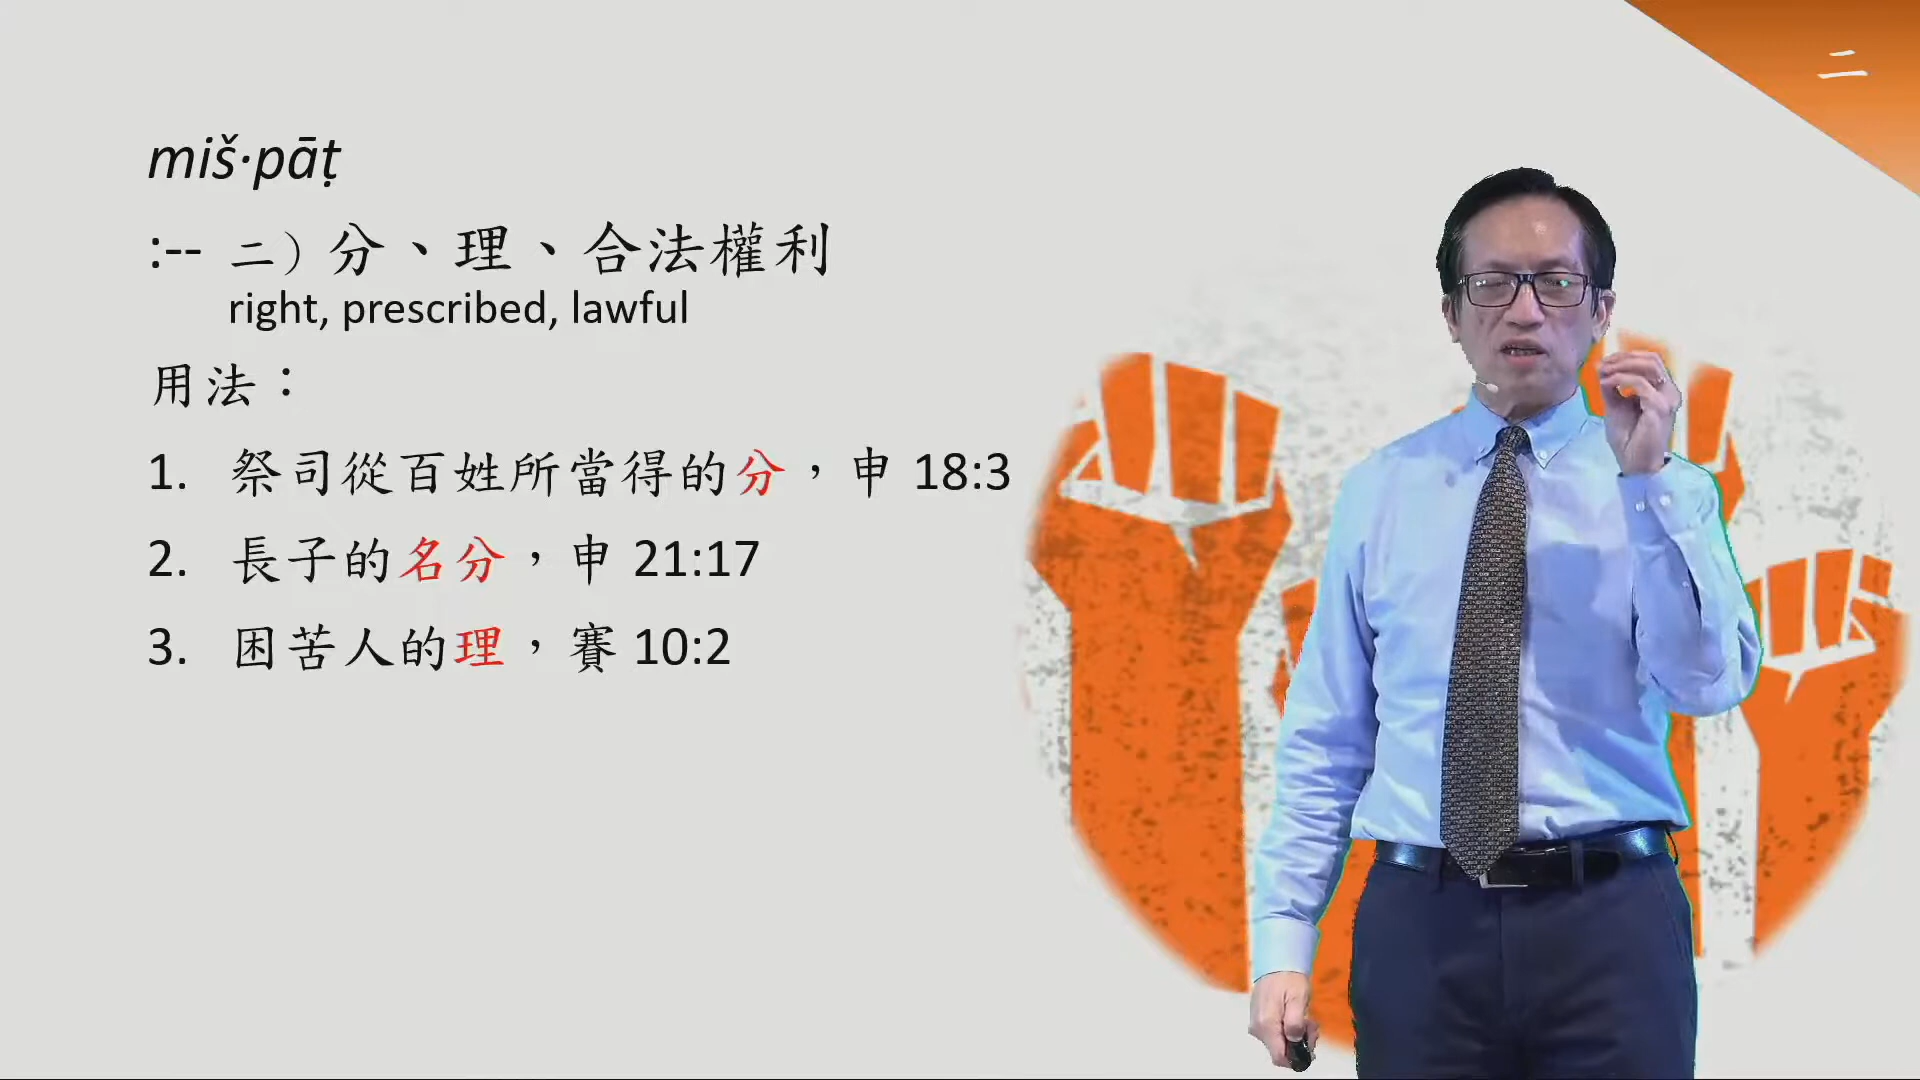 二
miš·pāṭ
:-- 二) 分、理、合法權利
right, prescribed, lawful
用法：
1. 祭司從百姓所當得的分，申 18:3
2. 長子的名分，申 21:17
3. 困苦人的理，賽 10:2